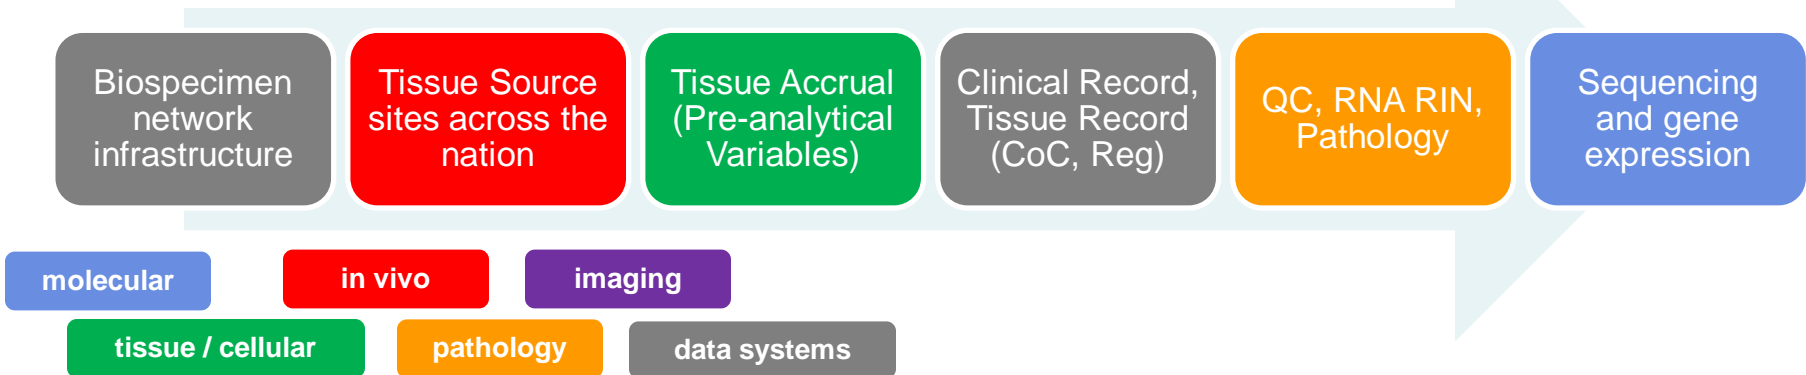 Biospecimen
network
infrastructure
Tissue Source
sites across the
nation
Tissue Accrual
(Pre-analytical
Variables)
Clinical Record,
Tissue Record
(CoC, Reg)
QC, RNA RIN,
Pathology
Sequencing
and gene
expression
molecular
in vivo
imaging
tissue / cellular
pathology
data systems